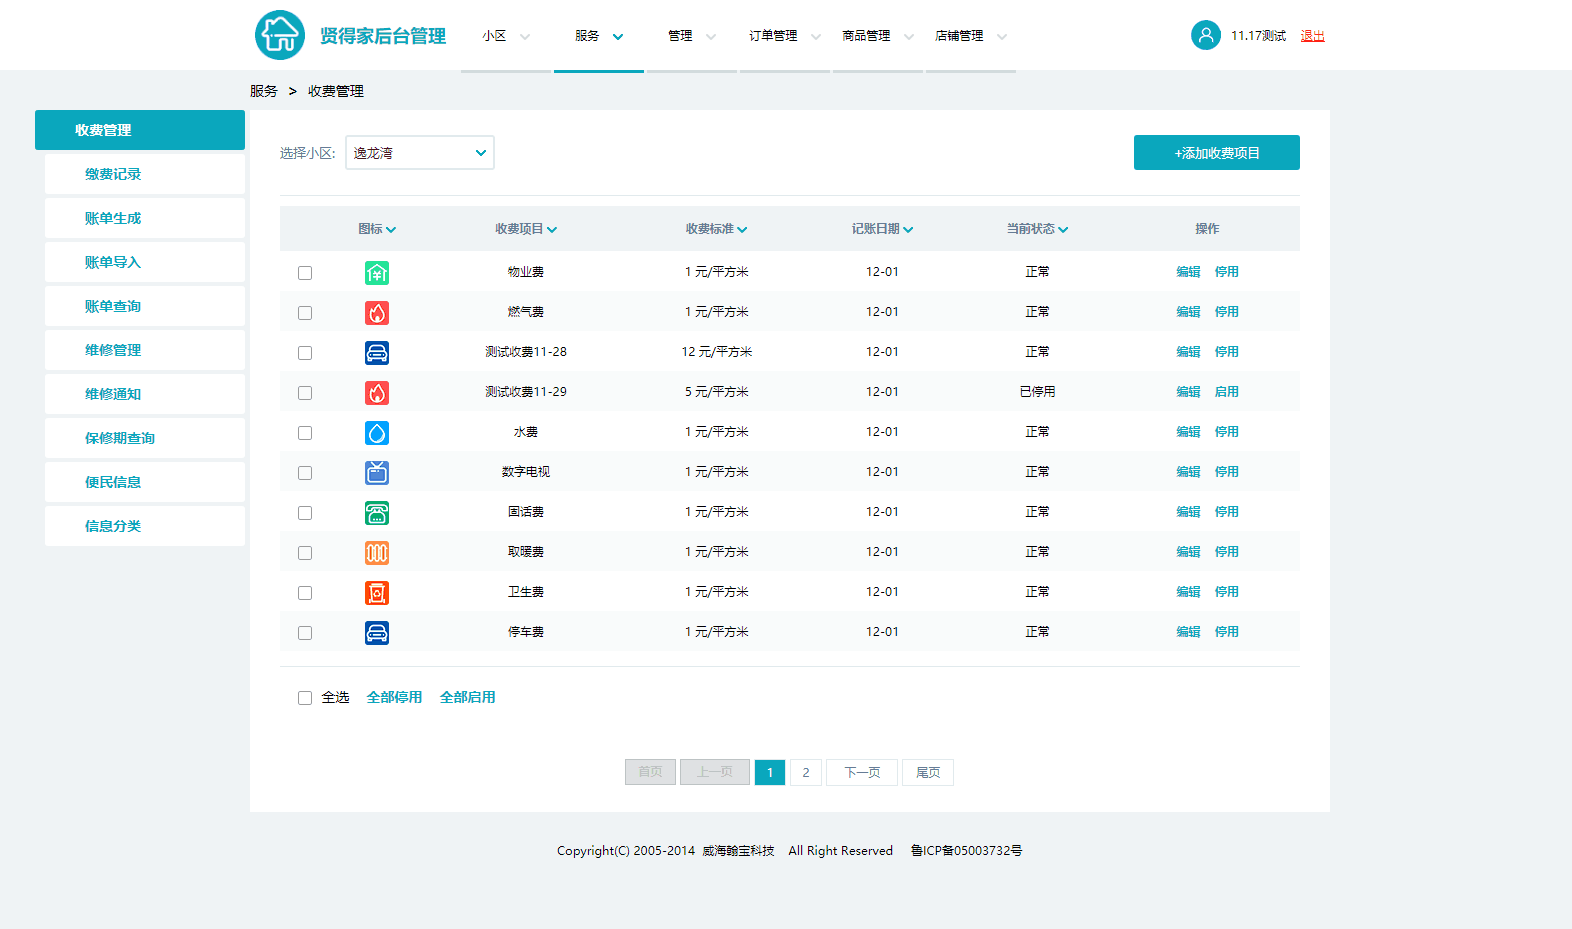 贤得家后台管理 小区 服务 管理 订单管理 商品管理 店铺管理 11.17测试 退出
服务 > 收费管理
收费管理
缴费记录
账单生成
账单导入
账单查询
维修管理
维修通知
保修期查询
便民信息
信息分类
选择小区: 逸龙湾 +添加收费项目
图标 收费项目 收费标准 记账日期 当前状态 操作
物业费 1 元/平方米 12-01 正常 编辑 停用
燃气费 1 元/平方米 12-01 正常 编辑 停用
测试收费11-28 12 元/平方米 12-01 正常 编辑 停用
测试收费11-29 5 元/平方米 12-01 已停用 编辑 启用
水费 1 元/平方米 12-01 正常 编辑 停用
数字电视 1 元/平方米 12-01 正常 编辑 停用
固话费 1 元/平方米 12-01 正常 编辑 停用
取暖费 1 元/平方米 12-01 正常 编辑 停用
卫生费 1 元/平方米 12-01 正常 编辑 停用
停车费 1 元/平方米 12-01 正常 编辑 停用
全选 全部停用 全部启用
首页 上一页 1 2 下一页 尾页
Copyright(C) 2005-2014 威海翰宝科技 All Right Reserved 鲁ICP备05003732号